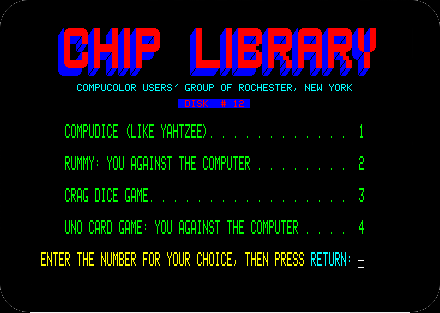 CHIP LIBRARY
COMPUCOLOR USERS' GROUP OF ROCHESTER, NEW YORK
DISK # 12
COMPUDICE (LIKE YAHTZEE). . . . . . . . . . 1
RUMMY: YOU AGAINST THE COMPUTER . . . . . . 2
CRAG DICE GAME. . . . . . . . . . . . . . . 3
UNO CARD GAME: YOU AGAINST THE COMPUTER . . . . 4
ENTER THE NUMBER FOR YOUR CHOICE, THEN PRESS RETURN: _